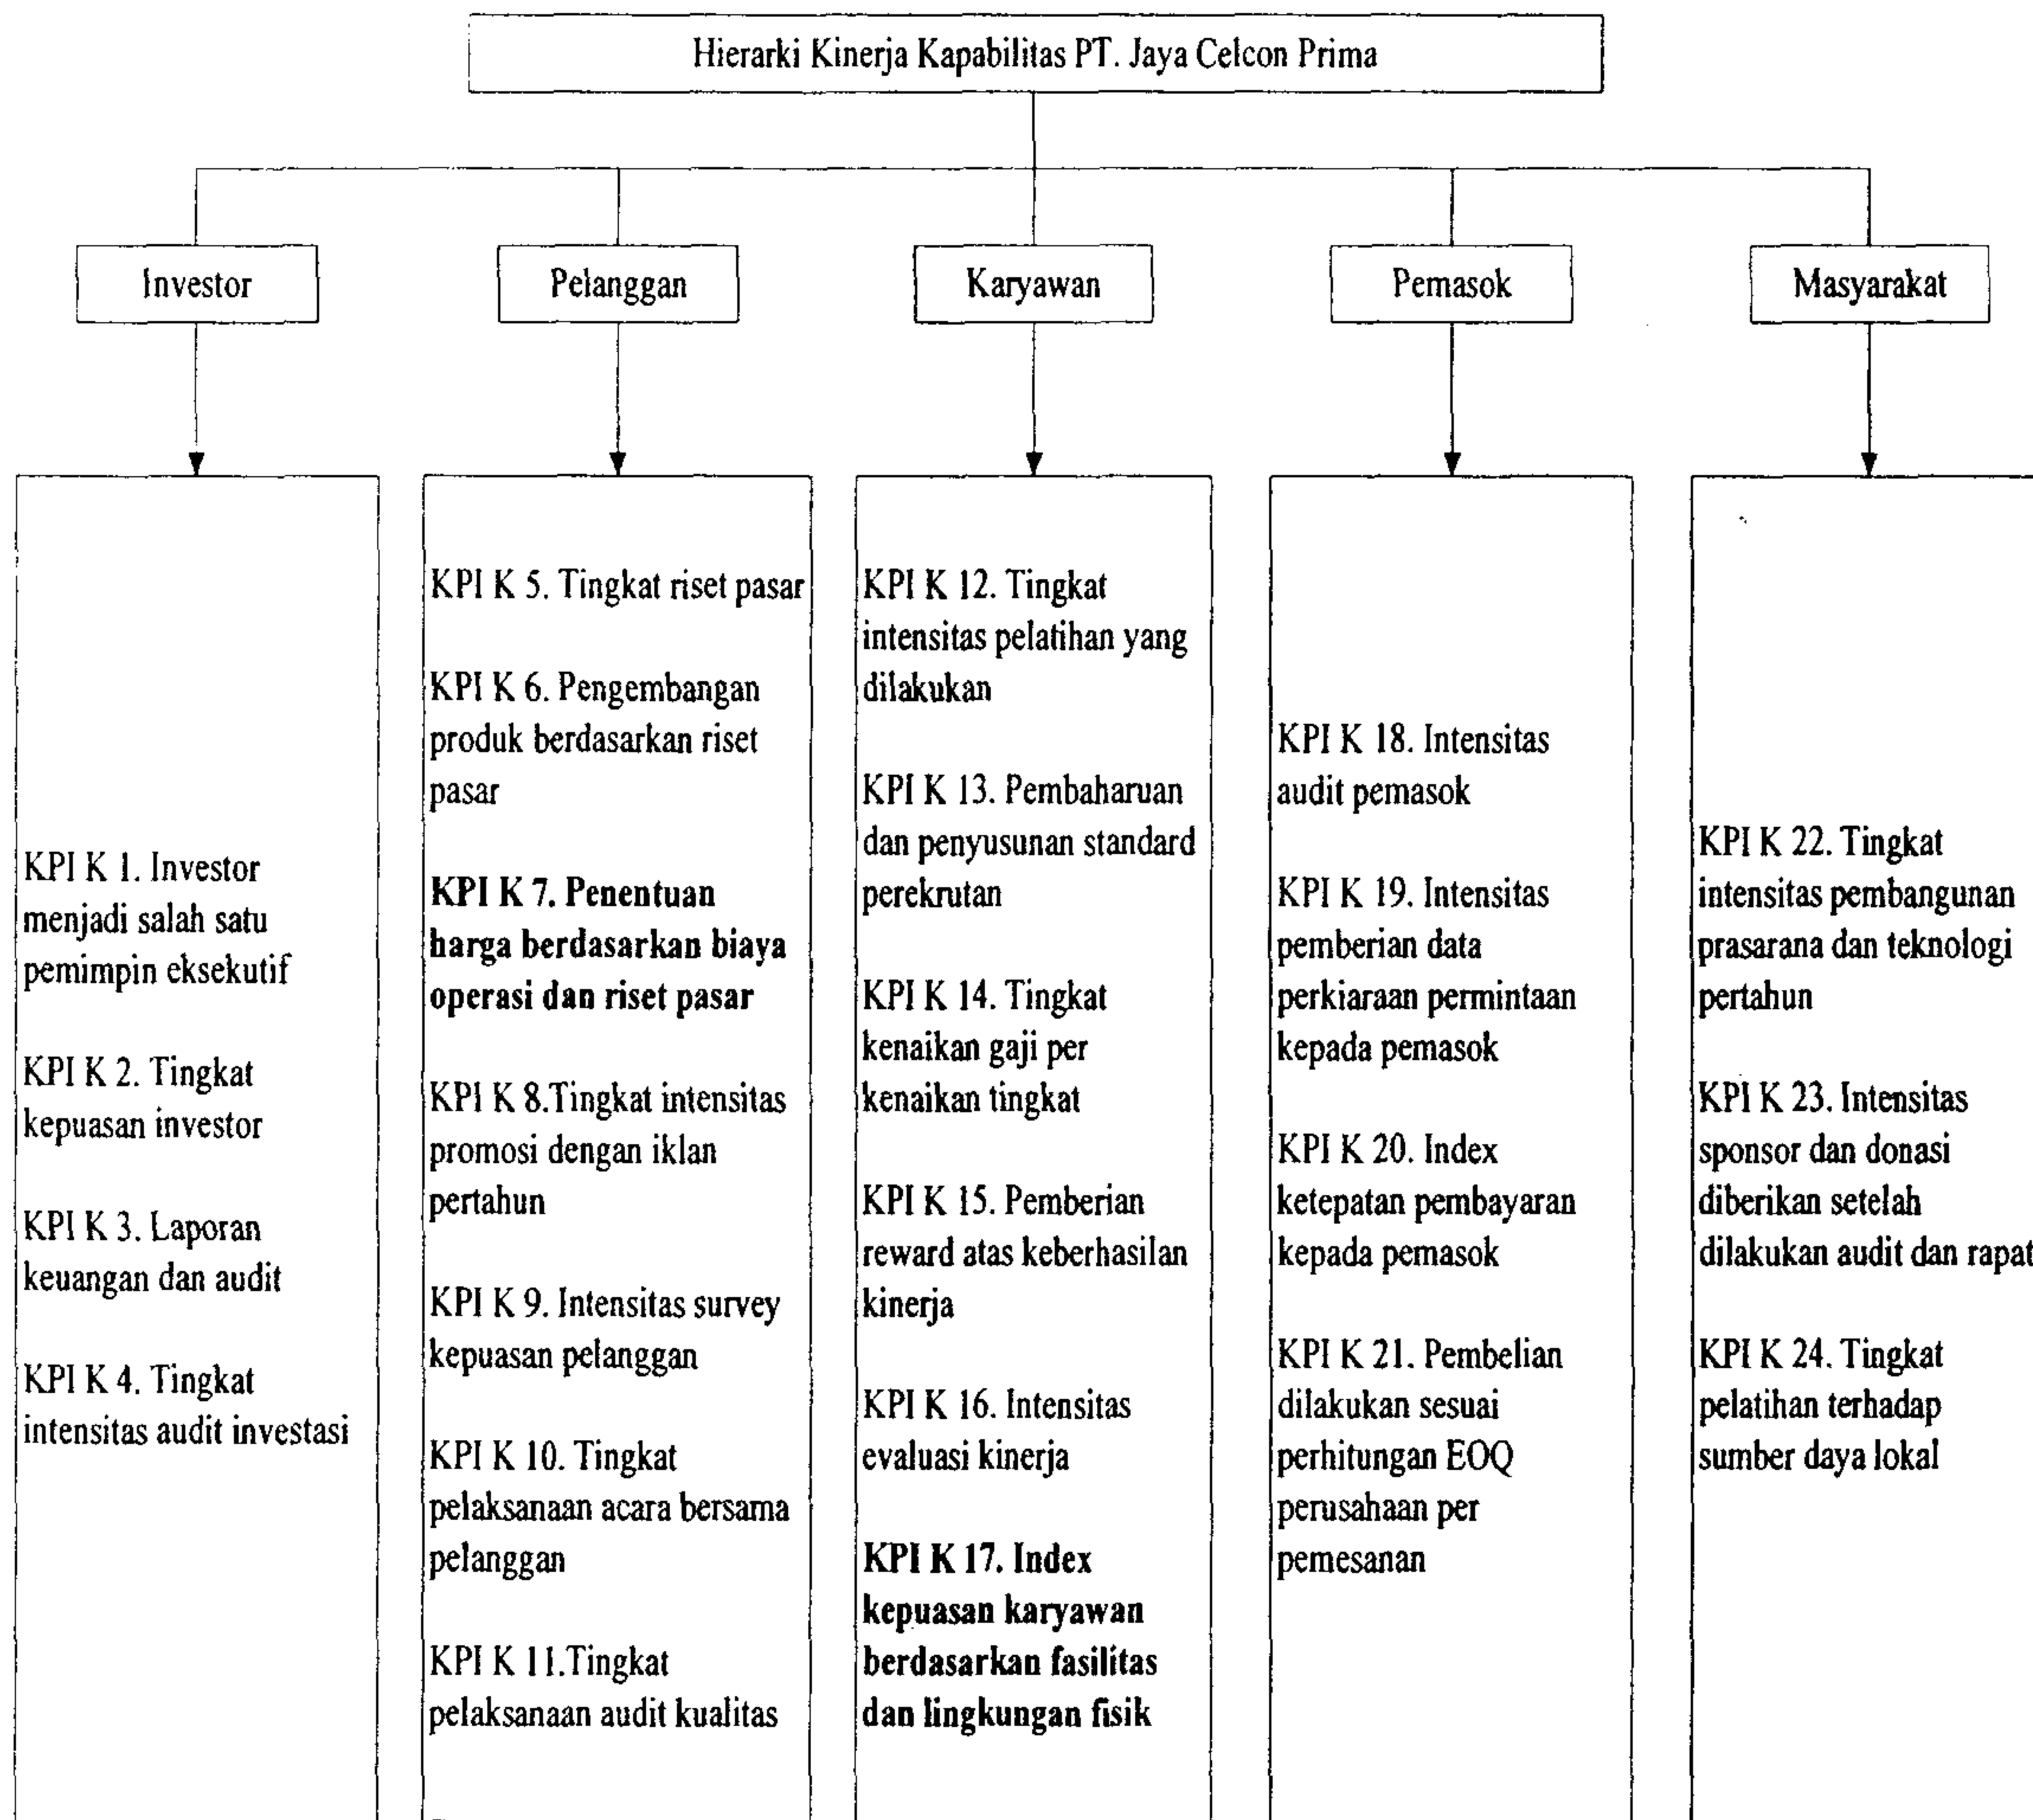 Hierarki Kinerja Kapabilitas PT. Jaya Celcon Prima
Investor
Pelanggan
Karyawan
Pemasok
Masyarakat
KPI K 1. Investor
menjadi salah satu
pemimpin eksekutif
KPI K 2. Tingkat
kepuasan investor
KPI K 3. Laporan
keuangan dan audit
KPI K 4. Tingkat
intensitas audit investasi
KPI K 5. Tingkat riset pasar
KPI K 6. Pengembangan
produk berdasarkan riset
pasar
KPI K 7. Penentuan
harga berdasarkan biaya
operasi dan riset pasar
KPI K 8.Tingkat intensitas
promosi dengan iklan
pertahun
KPI K 9. Intensitas survey
kepuasan pelanggan
KPI K 10. Tingkat
pelaksanaan acara bersama
pelanggan
KPI K 11.Tingkat
pelaksanaan audit kualitas
KPI K 12. Tingkat
intensitas pelatihan yang
dilakukan
KPI K 13. Pembaharuan
dan penyusunan standard
perekrutan
KPI K 14. Tingkat
kenaikan gaji per
kenaikan tingkat
KPI K 15. Pemberian
reward atas keberhasilan
kinerja
KPI K 16. Intensitas
evaluasi kinerja
KPI K 17. Index
kepuasan karyawan
berdasarkan fasilitas
dan lingkungan fisik
KPI K 18. Intensitas
audit pemasok
KPI K 19. Intensitas
pemberian data
perkiaraan permintaan
kepada pemasok
KPI K 20. Index
ketepatan pembayaran
kepada pemasok
KPI K 21. Pembelian
dilakukan sesuai
perhitungan EOQ
perusahaan per
pemesanan
KPI K 22. Tingkat
intensitas pembangunan
prasarana dan teknologi
pertahun
KPI K 23. Intensitas
sponsor dan donasi
diberikan setelah
dilakukan audit dan rapat
KPI K 24. Tingkat
pelatihan terhadap
sumber daya lokal